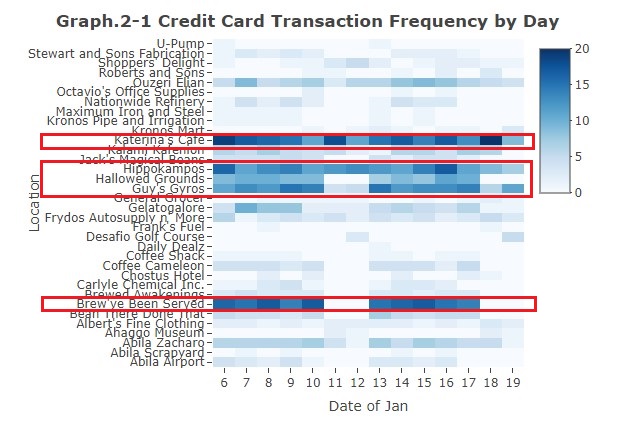 Graph.2-1 Credit Card Transaction Frequency by Day
U-Pump
Stewart and Sons Fabrication
Shoppers' Delight
Roberts and Sons
Ouzeri Elian
Octavio's Office Supplies
Nationwide Refinery
Maximum Iron and Steel
Kronos Pipe and Irrigation
Kronos Mart
Katerina's Cafe
Kalami Kafenion
Jack's Magical Beans
Hippokampos
Hallowed Grounds
Guy's Gyros
General Grocer
Gelatogalore
Frydos Autosupply n' More
Frank's Fuel
Desafio Golf Course
Daily Dealz
Coffee Shack
Coffee Cameleon
Chostus Hotel
Carlyle Chemical Inc.
Brewed Awakenings
Brew've Been Served
Bean There Done That
Albert's Fine Clothing
Ahaggo Museum
Abila Zacharo
Abila Scrapyard
Abila Airport
Location
6 7 8 9 10 11 12 13 14 15 16 17 18 19
Date of Jan
20
15
10
5
0